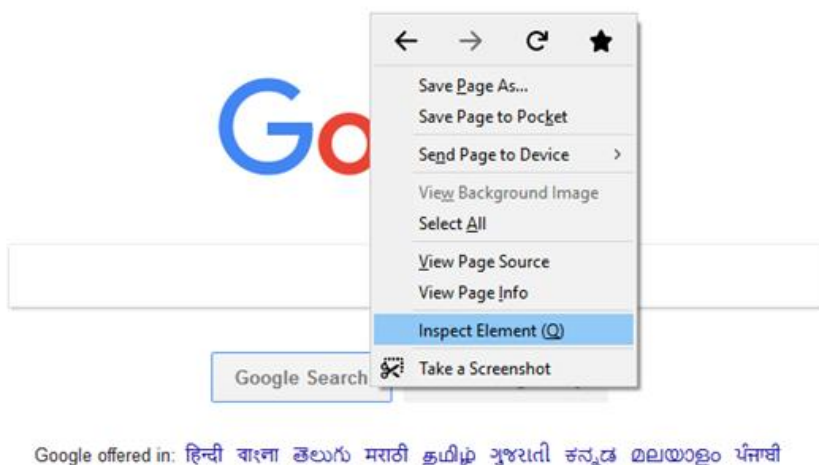 Go
Save Page As...
Save Page to Pocket
Send Page to Device
View Background Image
Select All
View Page Source
View Page Info
Inspect Element (Q)
Take a Screenshot
Google Search
Google offered in: हिन्दी বাংলা తెలుగు मराठी தமிழ் ગુજરાતી ಕನ್ನಡ മലയാളം ਪੰਜਾਬੀ